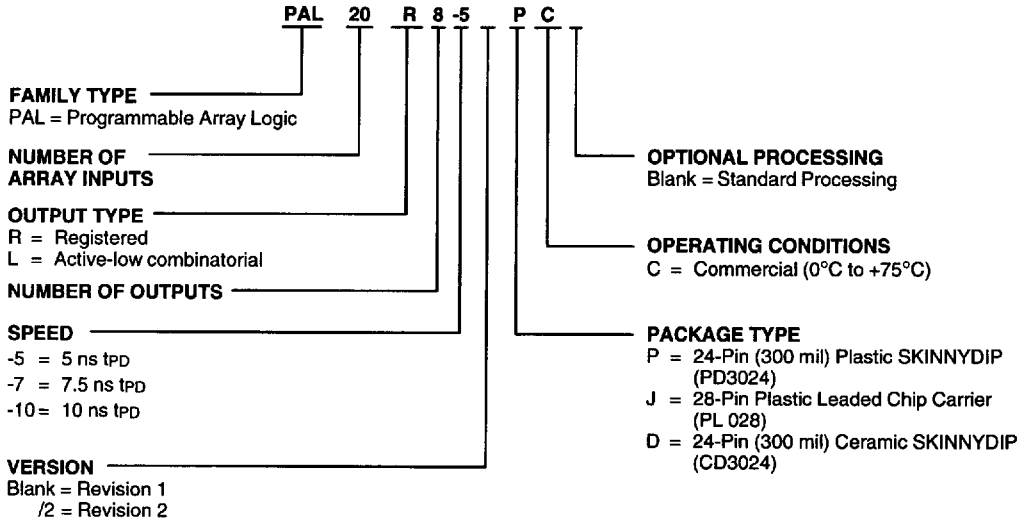 PAL 20 R 8 -5 P C
FAMILY TYPE
PAL = Programmable Array Logic
NUMBER OF
ARRAY INPUTS
OUTPUT TYPE
R = Registered
L = Active-low combinatorial
NUMBER OF OUTPUTS
SPEED
-5 = 5 ns tPD
-7 = 7.5 ns tPD
-10 = 10 ns tPD
VERSION
Blank = Revision 1
/2 = Revision 2
OPTIONAL PROCESSING
Blank = Standard Processing
OPERATING CONDITIONS
C = Commercial (0°C to +75°C)
PACKAGE TYPE
P = 24-Pin (300 mil) Plastic SKINNYDIP
(PD3024)
J = 28-Pin Plastic Leaded Chip Carrier
(PL 028)
D = 24-Pin (300 mil) Ceramic SKINNYDIP
(CD3024)